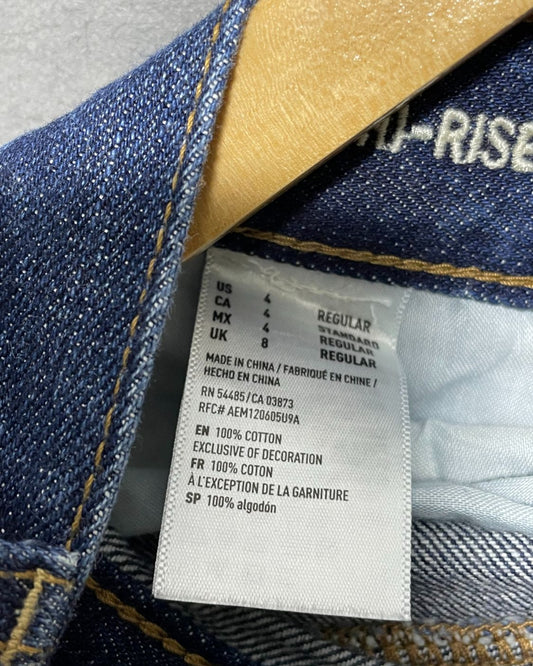 -RISE
US 4 REGULAR
CA 4 STANDARD
MX 4 REGULAR
UK 8 REGULAR
MADE IN CHINA / FABRIQUÉ EN CHINE /
HECHO EN CHINA
RN 54485/CA 03873
RFC# AEM120605U9A
EN 100% COTTON
EXCLUSIVE OF DECORATION
FR 100% COTON
À L'EXCEPTION DE LA GARNITURE
SP 100% algodón